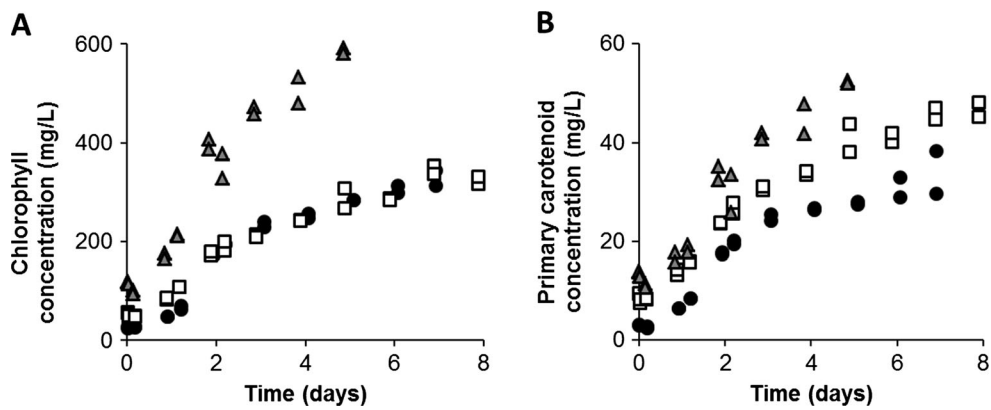 A
Chlorophyll
concentration (mg/L)
600
400
200
0
0 2 4 6 8
Time (days)
B
Primary carotenoid
concentration (mg/L)
60
40
20
0
0 2 4 6 8
Time (days)